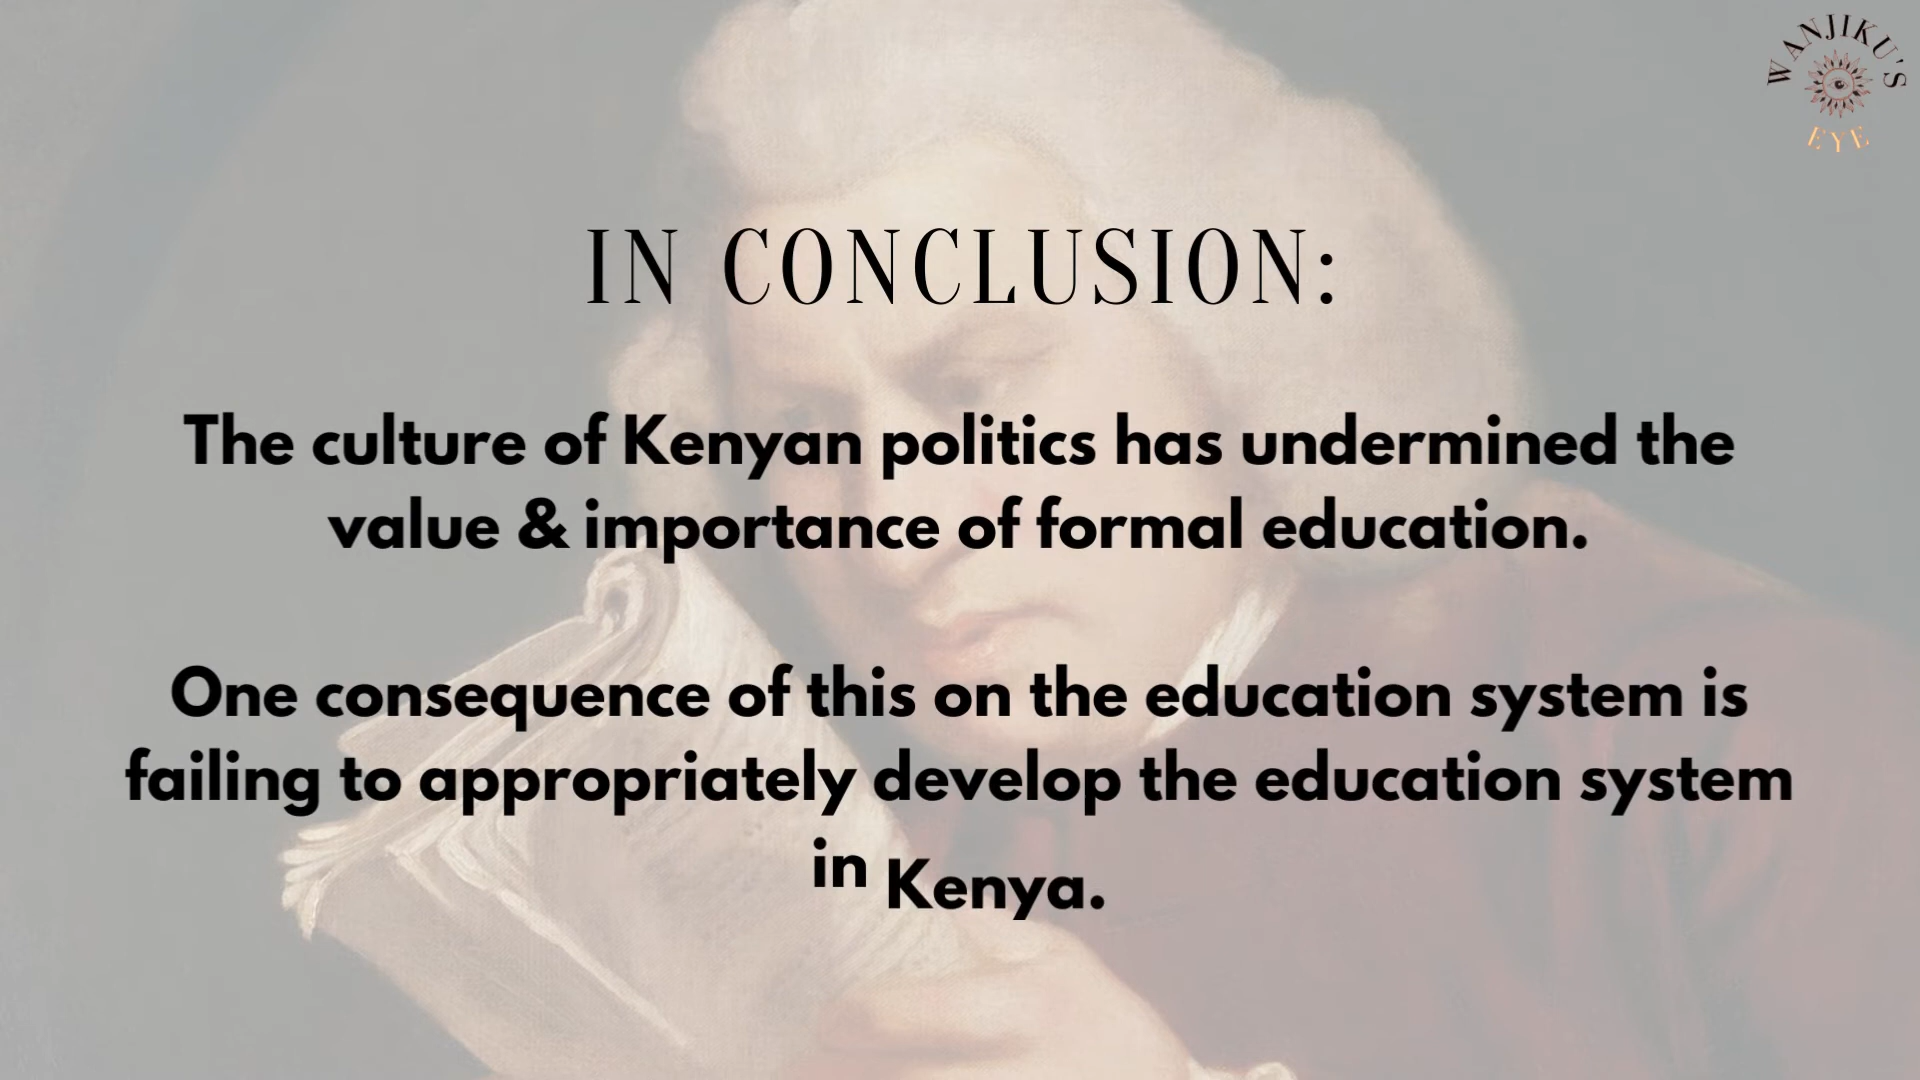 WANJIKU'S
EYE
IN CONCLUSION:
The culture of Kenyan politics has undermined the
value & importance of formal education.
One consequence of this on the education system is
failing to appropriately develop the education system
in Kenya.